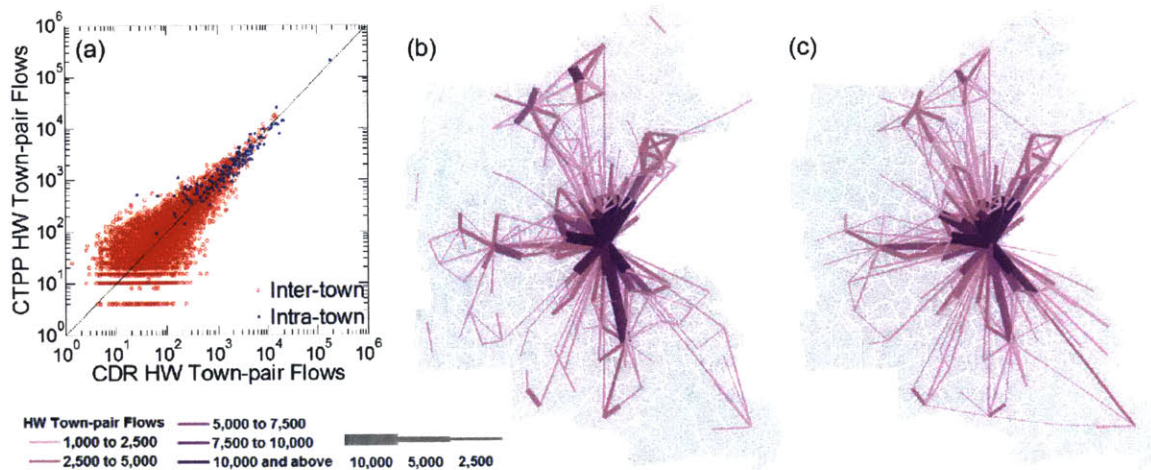 (a)
(b)
(c)
CTPP HW Town-pair Flows
10^6
10^5
10^4
10^3
10^2
10^1
10^0
Inter-town
Intra-town
10^0 10^1 10^2 10^3 10^4 10^5 10^6
CDR HW Town-pair Flows
HW Town-pair Flows
1,000 to 2,500
2,500 to 5,000
5,000 to 7,500
7,500 to 10,000
10,000 and above
10,000 5,000 2,500